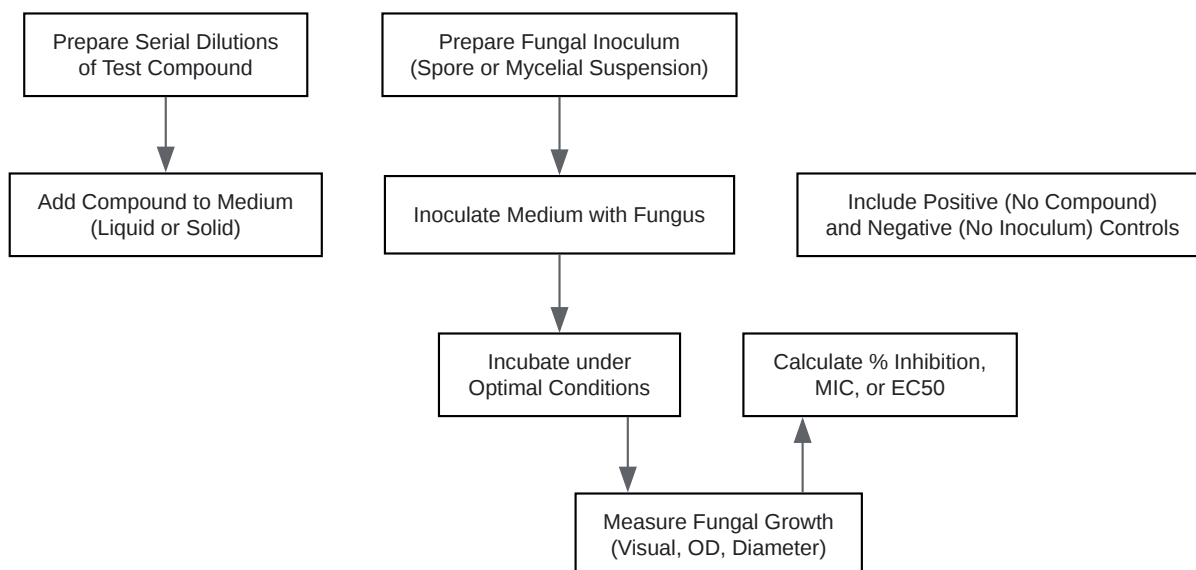 Prepare Serial Dilutions
of Test Compound
Prepare Fungal Inoculum
(Spore or Mycelial Suspension)
Add Compound to Medium
(Liquid or Solid)
Inoculate Medium with Fungus
Include Positive (No Compound)
and Negative (No Inoculum) Controls
Incubate under
Optimal Conditions
Calculate % Inhibition,
MIC, or EC50
Measure Fungal Growth
(Visual, OD, Diameter)